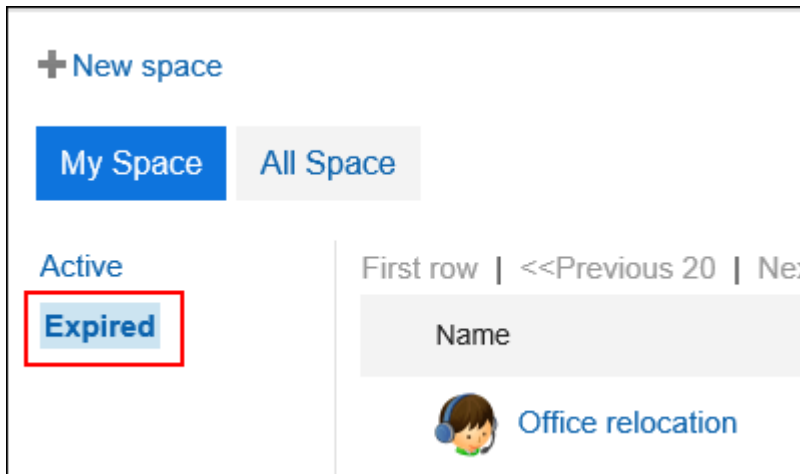 New space
My Space
All Space
Active
First row | <<Previous 20 |
Expired
Name
Office relocation